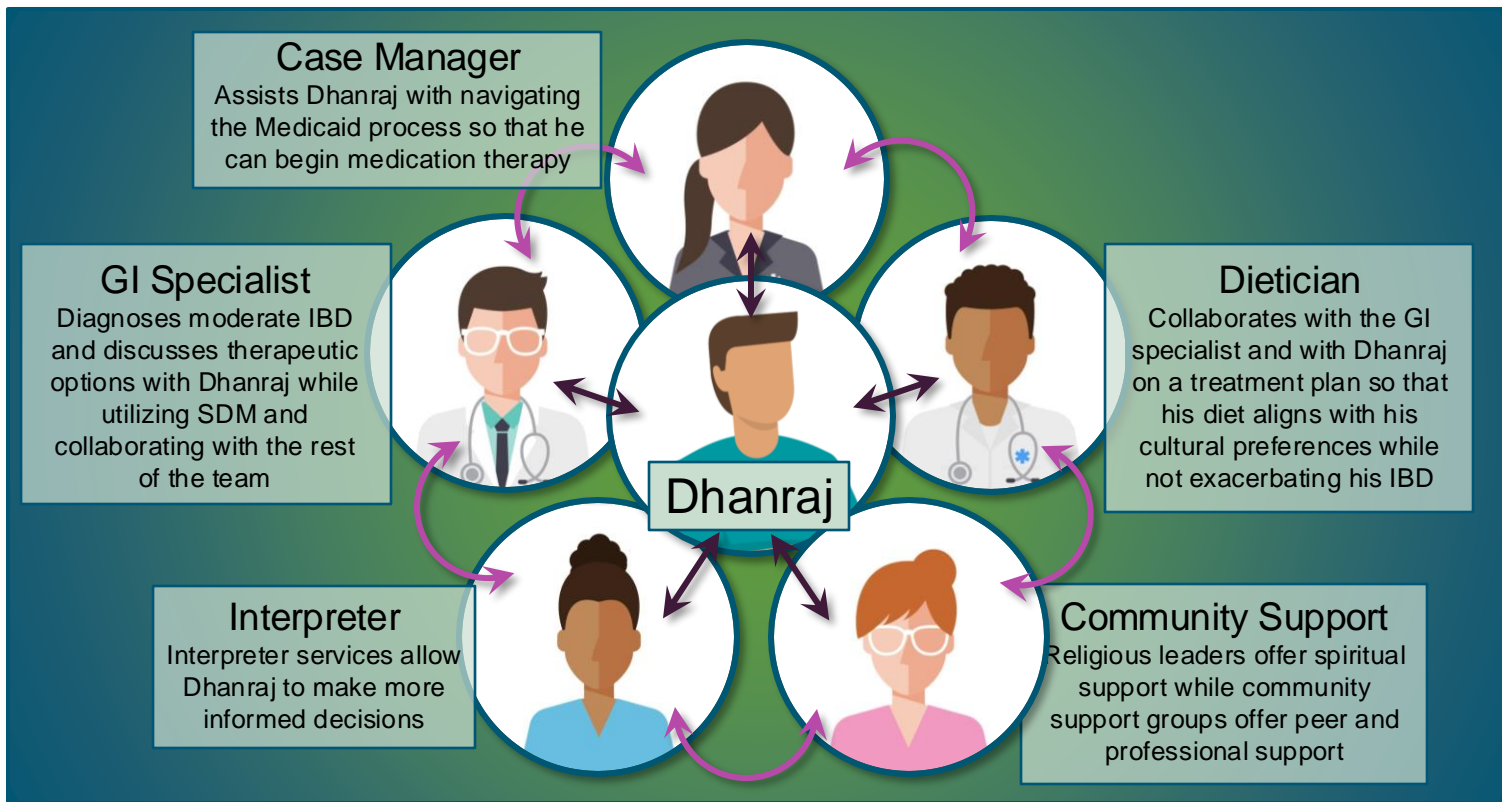 Case Manager
Assists Dhanraj with navigating
the Medicaid process so that he
can begin medication therapy
GI Specialist
Diagnoses moderate IBD
and discusses therapeutic
options with Dhanraj while
utilizing SDM and
collaborating with the rest
of the team
Dietician
Collaborates with the GI
specialist and with Dhanraj
on a treatment plan so that
his diet aligns with his
cultural preferences while
not exacerbating his IBD
Dhanraj
Interpreter
Interpreter services allow
Dhanraj to make more
informed decisions
Community Support
Religious leaders offer spiritual
support while community
support groups offer peer and
professional support